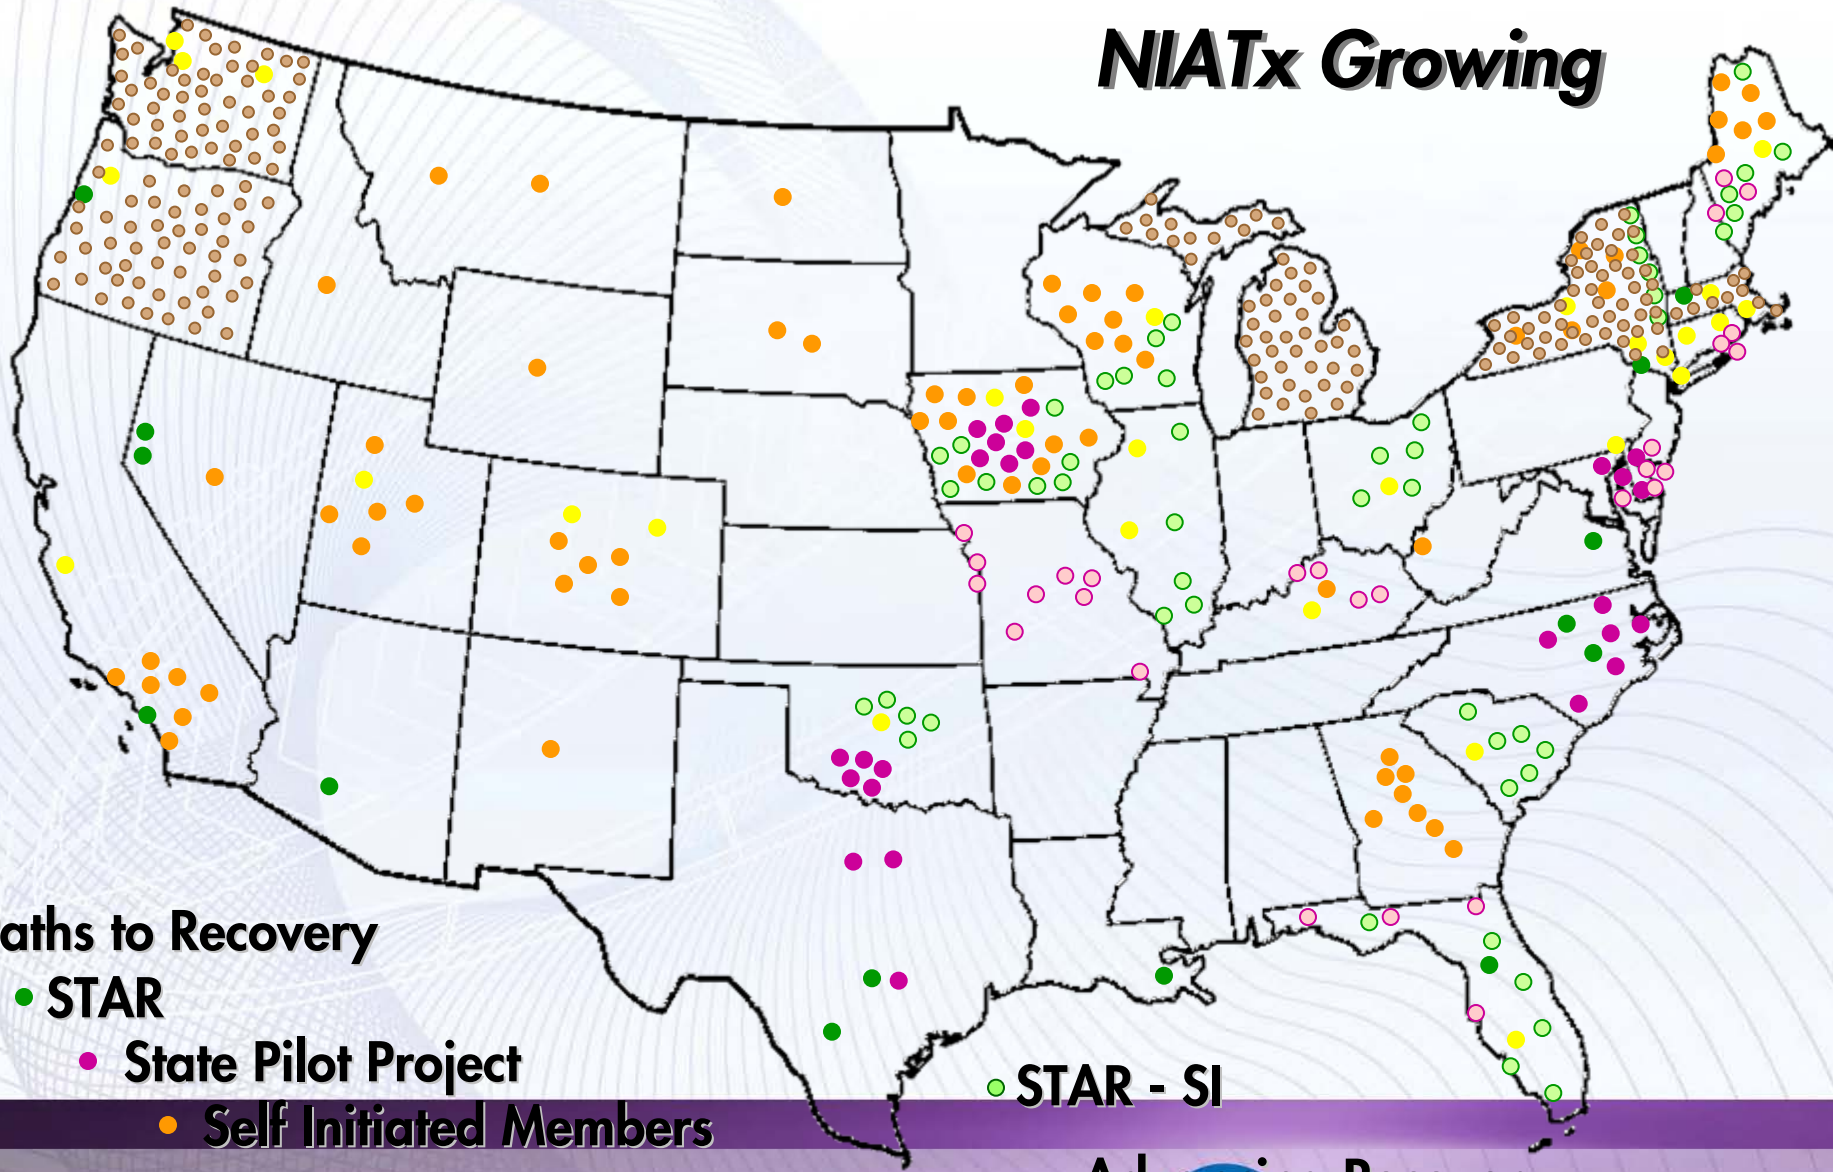 NIATx Growing
aths to Recovery
STAR
State Pilot Project
Self Initiated Members
STAR - SI